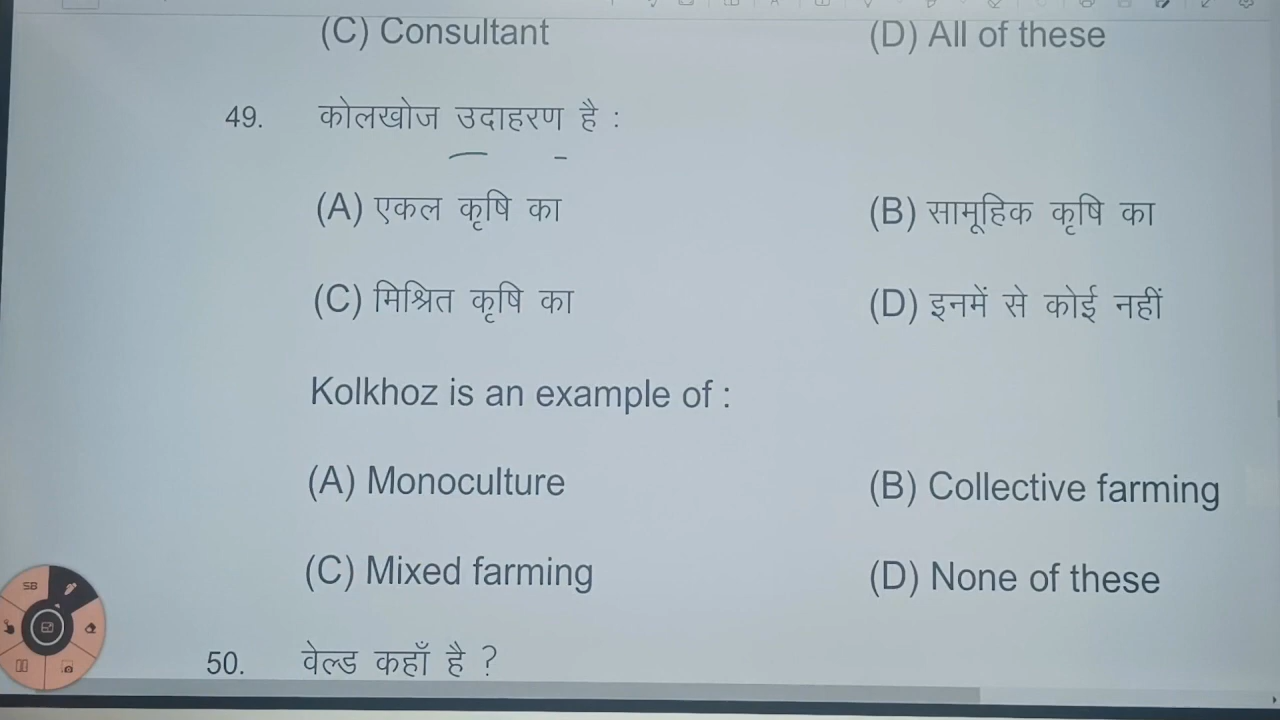 (C) Consultant (D) All of these
49. कोलखोज उदाहरण है :
(A) एकल कृषि का (B) सामूहिक कृषि का
(C) मिश्रित कृषि का (D) इनमें से कोई नहीं
Kolkhoz is an example of :
(A) Monoculture (B) Collective farming
(C) Mixed farming (D) None of these
SB
50. वेल्ड कहाँ है ?